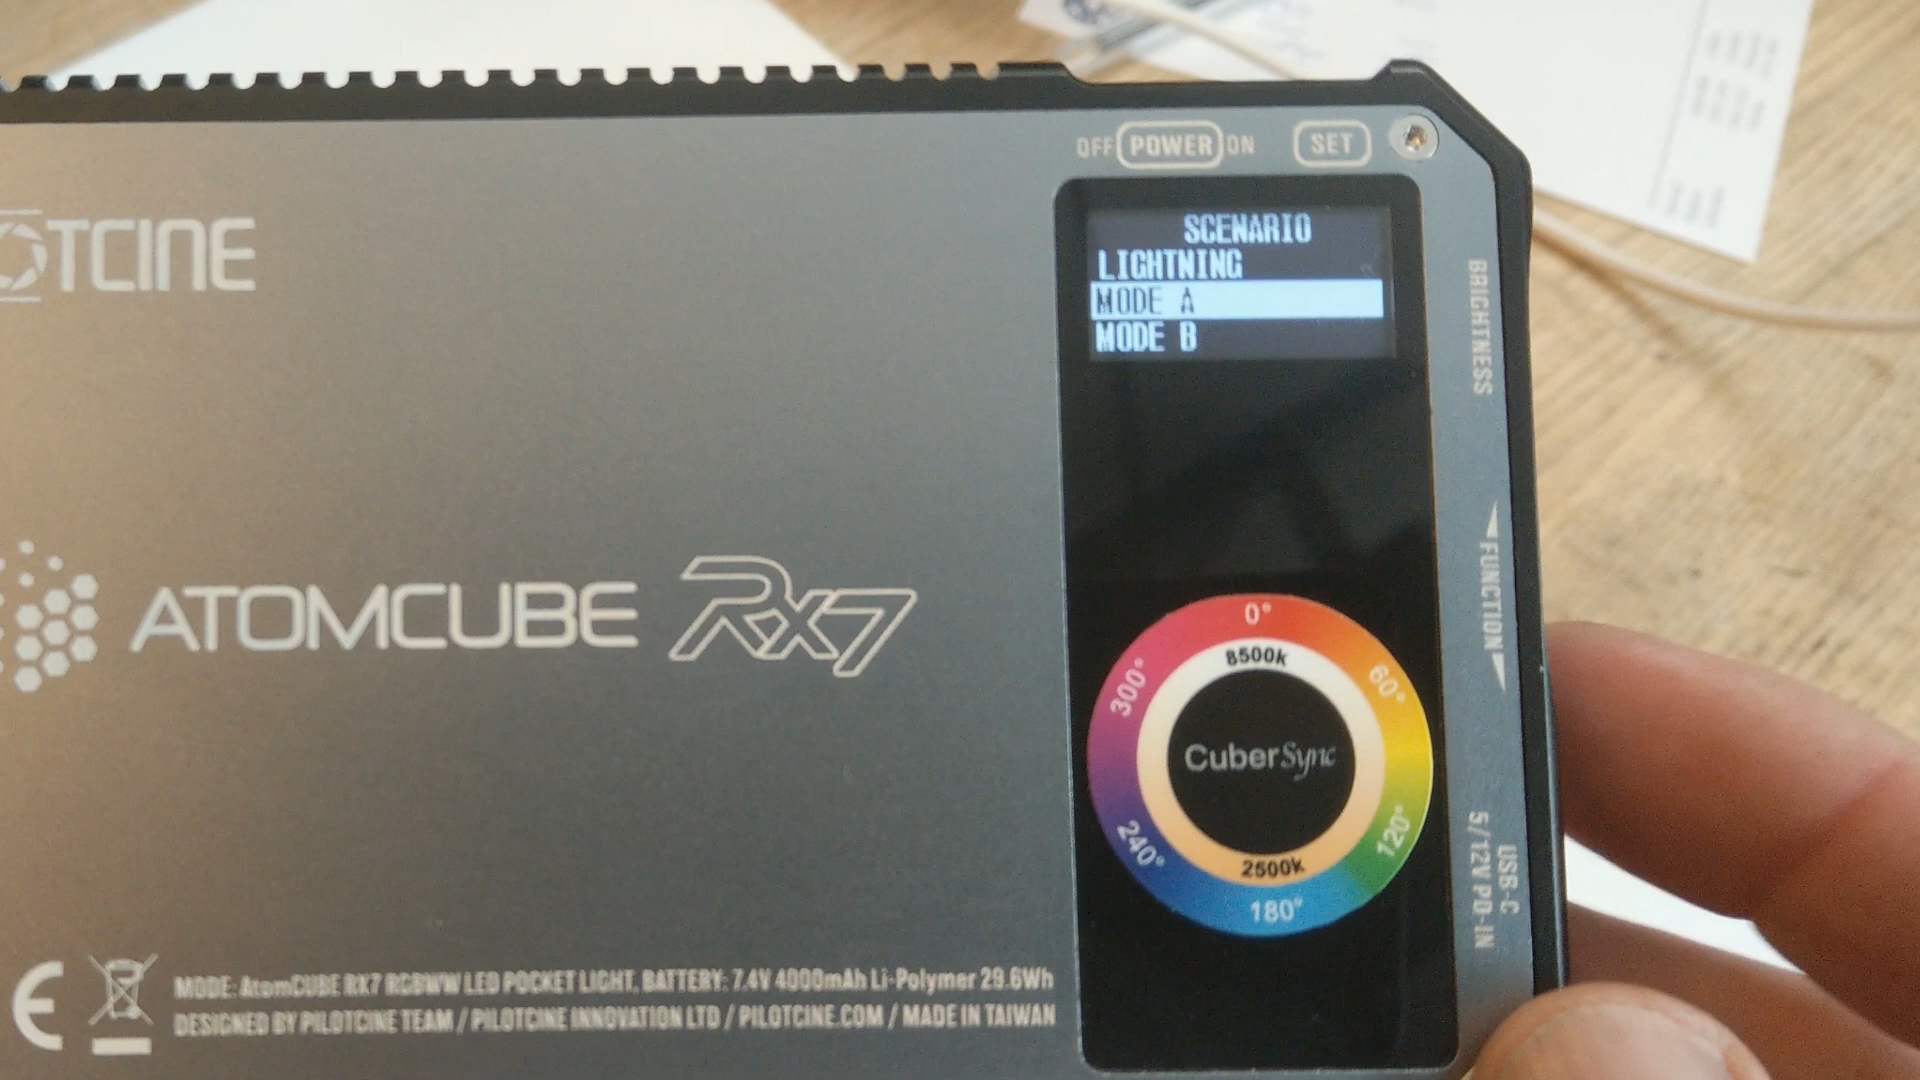 OFF POWER ON SET
SCENARIO
LIGHTNING
MODE A
MODE B
OTCINE
BRIGHTNESS
FUNCTION
ATOMCUBE RX7
0°
60°
120°
180°
240°
300°
8500k
2500k
CuberSync
USB-C
5/12V PD-IN
CE
MODE: AtomCUBE RX7 RGBWW LED POCKET LIGHT, BATTERY: 7.4V 4000mAh Li-Polymer 29.6Wh
DESIGNED BY PILOTCINE TEAM / PILOTCINE INNOVATION LTD / PILOTCINE.COM / MADE IN TAIWAN